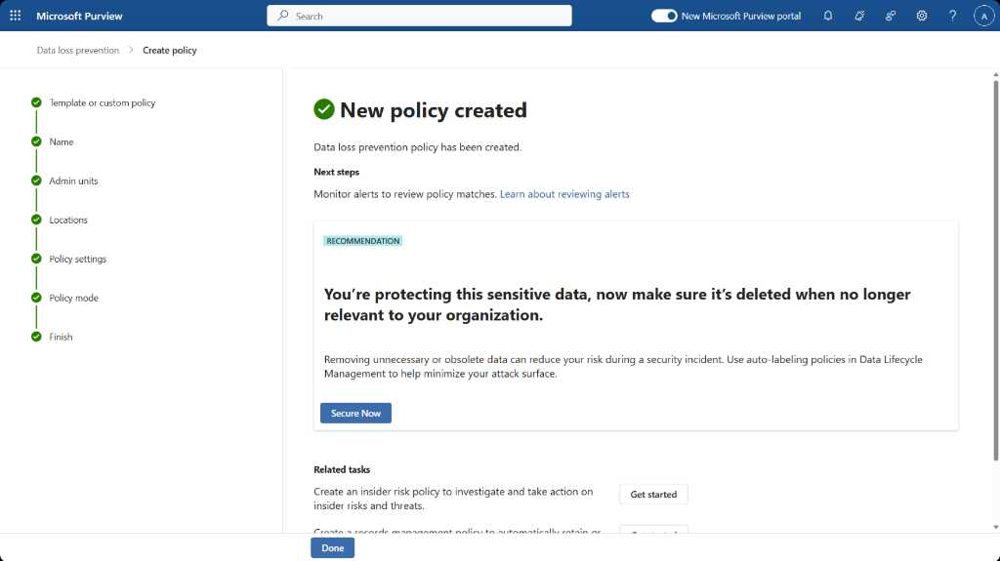 Microsoft Purview
Search
New Microsoft Purview portal
?
A
Data loss prevention > Create policy
Template or custom policy
Name
Admin units
Locations
Policy settings
Policy mode
Finish
New policy created
Data loss prevention policy has been created.
Next steps
Monitor alerts to review policy matches. Learn about reviewing alerts
RECOMMENDATION
You’re protecting this sensitive data, now make sure it’s deleted when no longer
relevant to your organization.
Removing unnecessary or obsolete data can reduce your risk during a security incident. Use auto-labeling policies in Data Lifecycle
Management to help minimize your attack surface.
Secure Now
Related tasks
Create an insider risk policy to investigate and take action on
insider risks and threats.
Get started
Create a records management policy to automatically retain or
Done